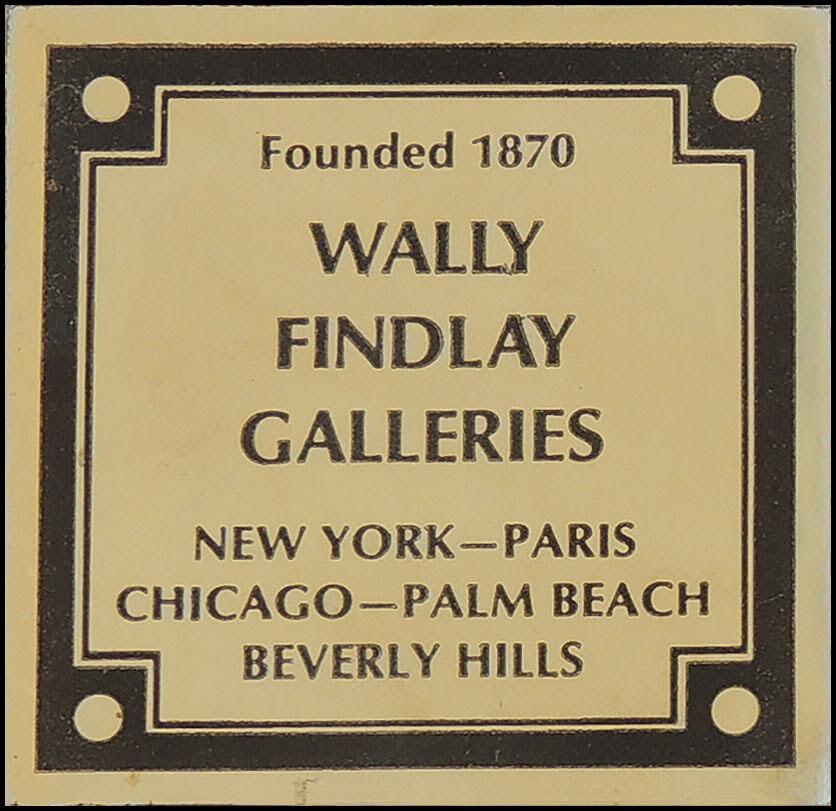 Founded 1870
WALLY
FINDLAY
GALLERIES
NEW YORK—PARIS
CHICAGO—PALM BEACH
BEVERLY HILLS